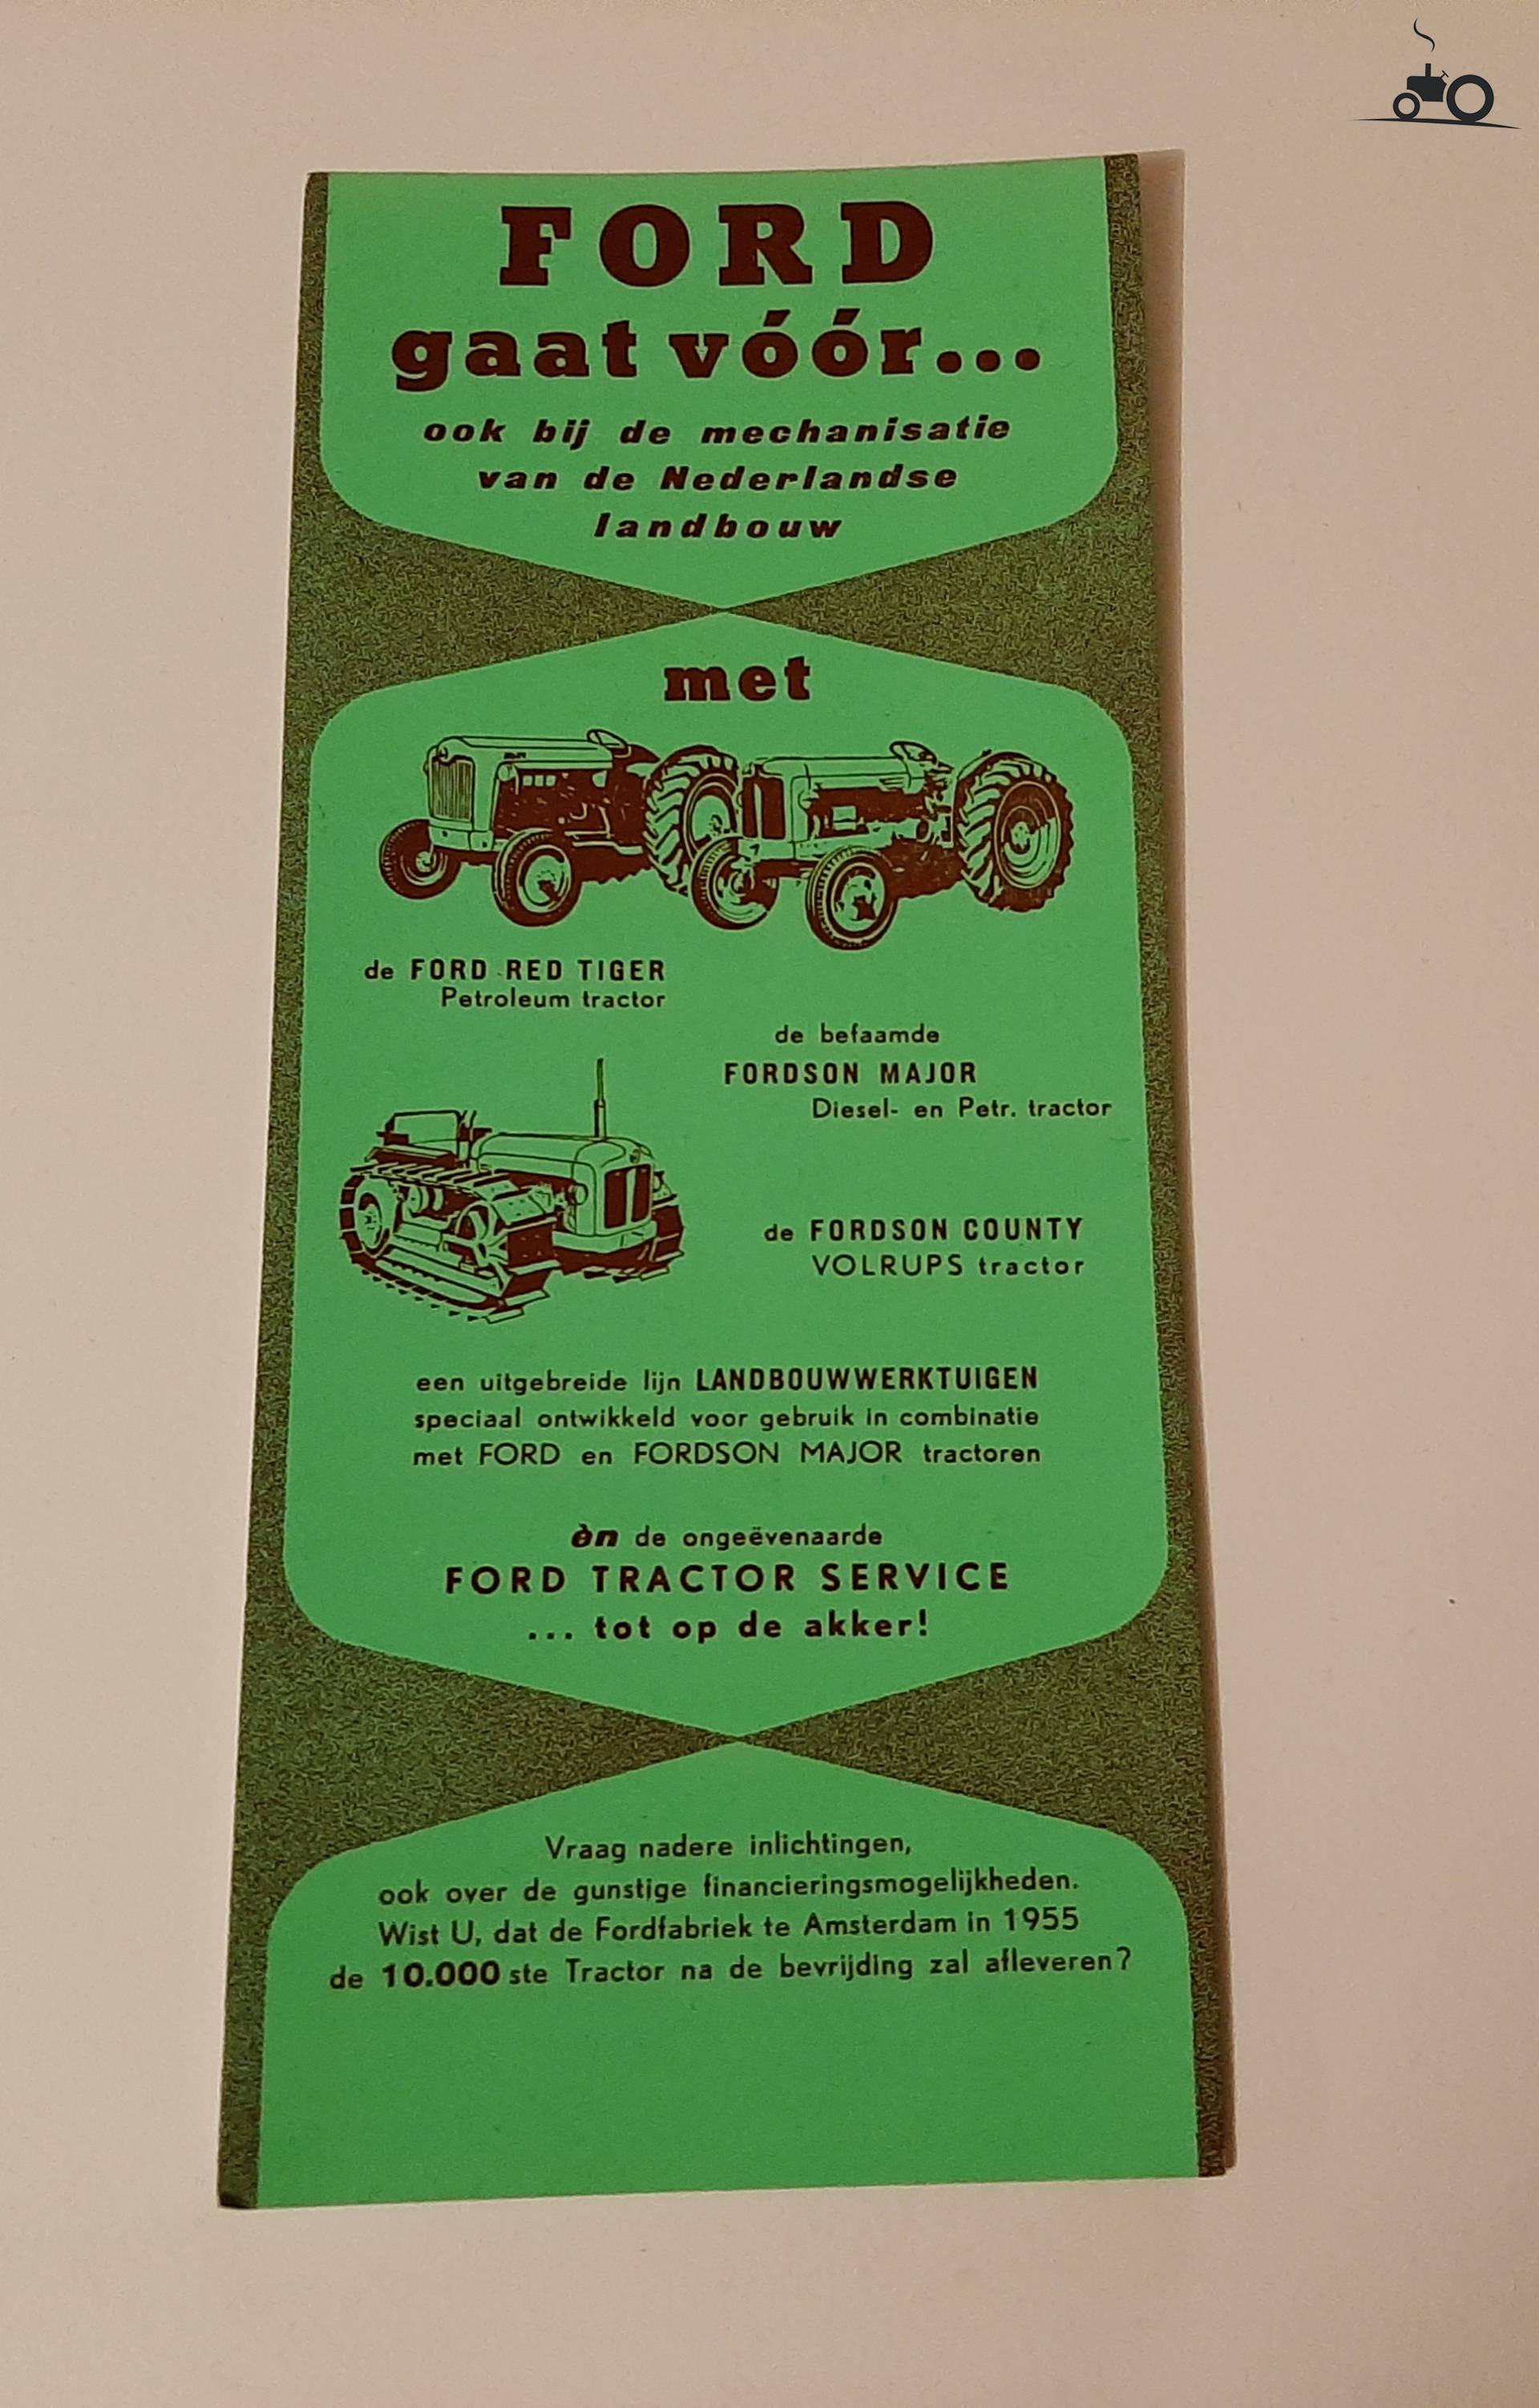 FORD
gaat vóór...
ook bij de mechanisatie
van de Nederlandse
landbouw
met
de FORD RED TIGER
Petroleum tractor
de befaamde
FORDSON MAJOR
Diesel- en Petr. tractor
de FORDSON COUNTY
VOLRUPS tractor
een uitgebreide lijn LANDBOUWWERKTUIGEN
speciaal ontwikkeld voor gebruik in combinatie
met FORD en FORDSON MAJOR tractoren
èn de ongeëvenaarde
FORD TRACTOR SERVICE
... tot op de akker!
Vraag nadere inlichtingen,
ook over de gunstige financieringsmogelijkheden.
Wist U, dat de Fordfabriek te Amsterdam in 1955
de 10.000 ste Tractor na de bevrijding zal afleveren?